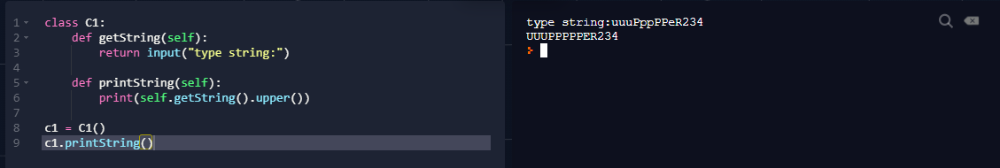 1 class C1:
2     def getString(self):
3         return input("type string:")
4
5     def printString(self):
6         print(self.getString().upper())
7
8 c1 = C1()
9 c1.printString()
type string:uuuPppPPeR234
UUUPPPPPER234
>